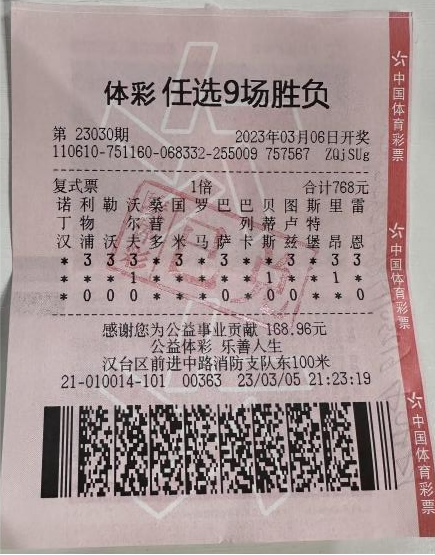 体彩 任选9场胜负
第 23030期 2023年03月06日开奖
110610-751160-068332-255009 757567 ZQjSUg
复式票 1倍 合计768元
诺 利 勒 沃 桑 国 罗 巴 巴 贝 图 斯 里 雷
丁 物 尔 普 列 蒂 卢 特
汉 浦 沃 夫 多 米 马 萨 卡 斯 兹 堡 昂 恩
* 3 3 3 * 3 * 3 * * 3 * 3 3
* * * 1 * * * * * 1 * * 1 *
* 0 0 0 * * * 0 * 0 0 * * 0
感谢您为公益事业贡献 168.96元
公益体彩 乐善人生
汉台区前进中路消防支队东100米
21-010014-101 00363 23/03/05 21:23:19
中国体育彩票
中国体育彩票
中国体育彩票